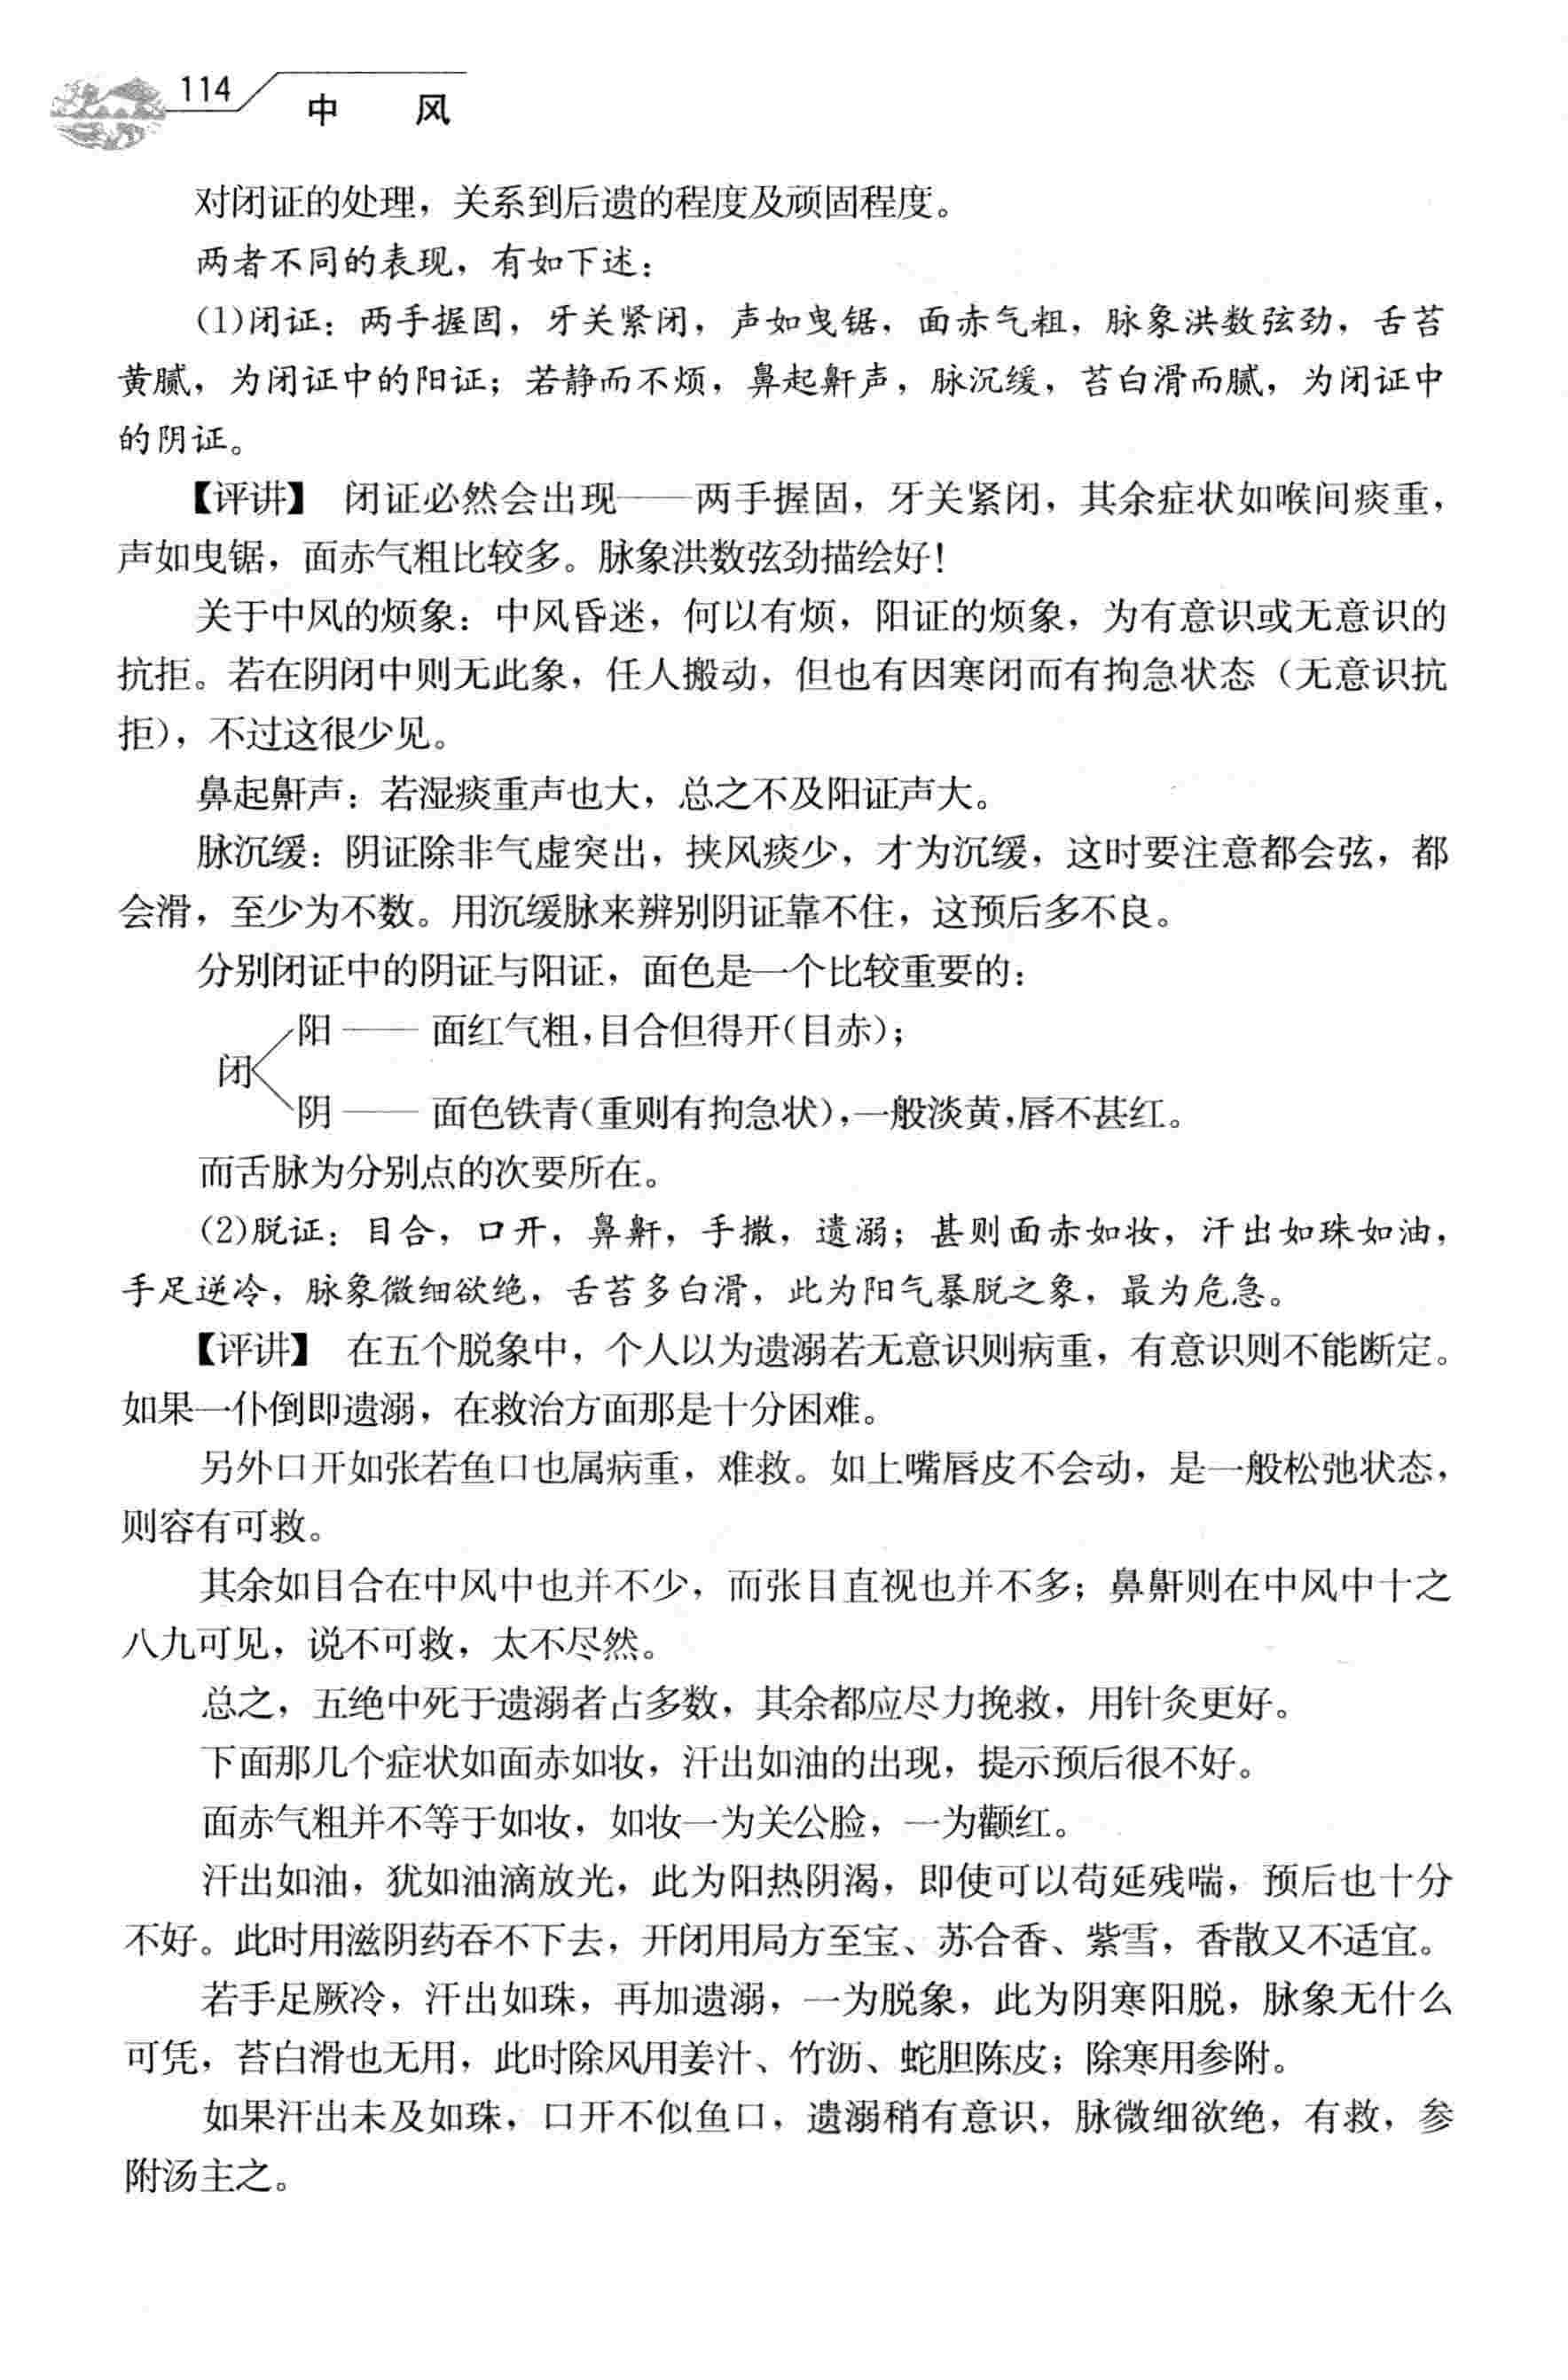 114
中 风
对闭证的处理，关系到后遗的程度及顽固程度。
两者不同的表现，有如下述：
(1)闭证：两手握固，牙关紧闭，声如曳锯，面赤气粗，脉象洪数弦劲，舌苔
黄腻，为闭证中的阳证；若静而不烦，鼻起鼾声，脉沉缓，苔白滑而腻，为闭证中
的阴证。
【评讲】 闭证必然会出现——两手握固，牙关紧闭，其余症状如喉间痰重，
声如曳锯，面赤气粗比较多。脉象洪数弦劲描绘好！
关于中风的烦象：中风昏迷，何以有烦，阳证的烦象，为有意识或无意识的
抗拒。若在阴闭中则无此象，任人搬动，但也有因寒闭而有拘急状态（无意识抗
拒），不过这很少见。
鼻起鼾声：若湿痰重声也大，总之不及阳证声大。
脉沉缓：阴证除非气虚突出，挟风痰少，才为沉缓，这时要注意都会弦，都
会滑，至少为不数。用沉缓脉来辨别阴证靠不住，这预后多不良。
分别闭证中的阴证与阳证，面色是一个比较重要的：
阳 —— 面红气粗，目合但得开（目赤）；
闭
阴 —— 面色铁青（重则有拘急状），一般淡黄，唇不甚红。
而舌脉为分别点的次要所在。
(2)脱证：目合，口开，鼻鼾，手撒，遗溺；甚则面赤如妆，汗出如珠如油，
手足逆冷，脉象微细欲绝，舌苔多白滑，此为阳气暴脱之象，最为危急。
【评讲】 在五个脱象中，个人以为遗溺若无意识则病重，有意识则不能断定。
如果一仆倒即遗溺，在救治方面那是十分困难。
另外口开如张若鱼口也属病重，难救。如上嘴唇皮不会动，是一般松弛状态，
则容有可救。
其余如目合在中风中也并不少，而张目直视也并不多；鼻鼾则在中风中十之
八九可见，说不可救，太不尽然。
总之，五绝中死于遗溺者占多数，其余都应尽力挽救，用针灸更好。
下面那几个症状如面赤如妆，汗出如油的出现，提示预后很不好。
面赤气粗并不等于如妆，如妆一为关公脸，一为颧红。
汗出如油，犹如油滴放光，此为阳热阴渴，即使可以苟延残喘，预后也十分
不好。此时用滋阴药吞不下去，开闭用局方至宝、苏合香、紫雪，香散又不适宜。
若手足厥冷，汗出如珠，再加遗溺，一为脱象，此为阴寒阳脱，脉象无什么
可凭，苔白滑也无用，此时除风用姜汁、竹沥、蛇胆陈皮；除寒用参附。
如果汗出未及如珠，口开不似鱼口，遗溺稍有意识，脉微细欲绝，有救，参
附汤主之。